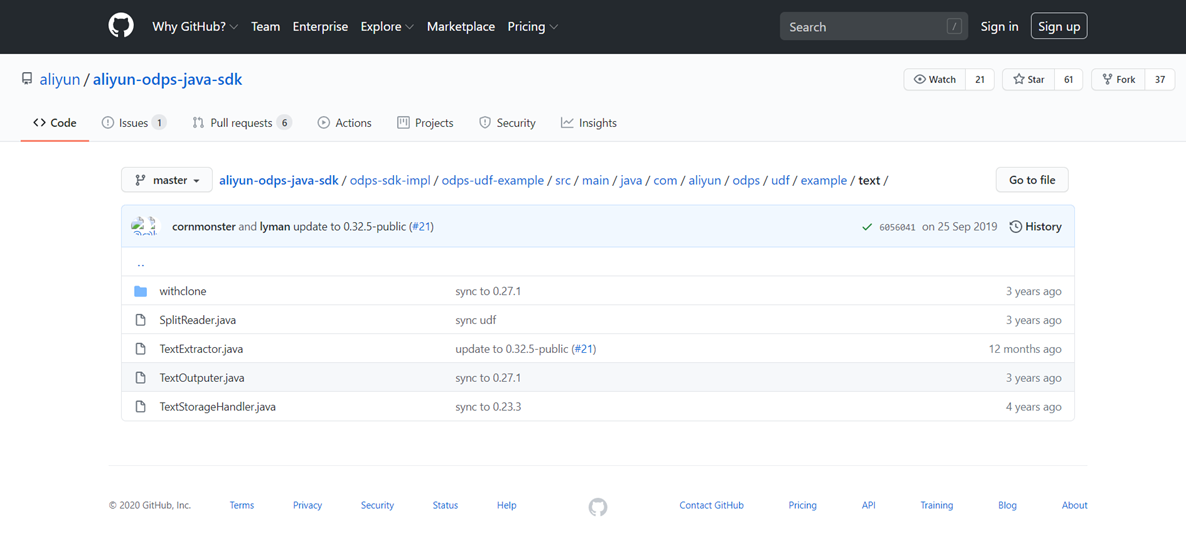 Why GitHub? Team Enterprise Explore Marketplace Pricing Search / Sign in Sign up
aliyun / aliyun-odps-java-sdk Watch 21 Star 61 Fork 37
Code Issues 1 Pull requests 6 Actions Projects Security Insights
master aliyun-odps-java-sdk / odps-sdk-impl / odps-udf-example / src / main / java / com / aliyun / odps / udf / example / text / Go to file
cornmonster and lyman update to 0.32.5-public (#21) 6056041 on 25 Sep 2019 History
..
withclone sync to 0.27.1 3 years ago
SplitReader.java sync udf 3 years ago
TextExtractor.java update to 0.32.5-public (#21) 12 months ago
TextOutputer.java sync to 0.27.1 3 years ago
TextStorageHandler.java sync to 0.23.3 4 years ago
© 2020 GitHub, Inc. Terms Privacy Security Status Help Contact GitHub Pricing API Training Blog About